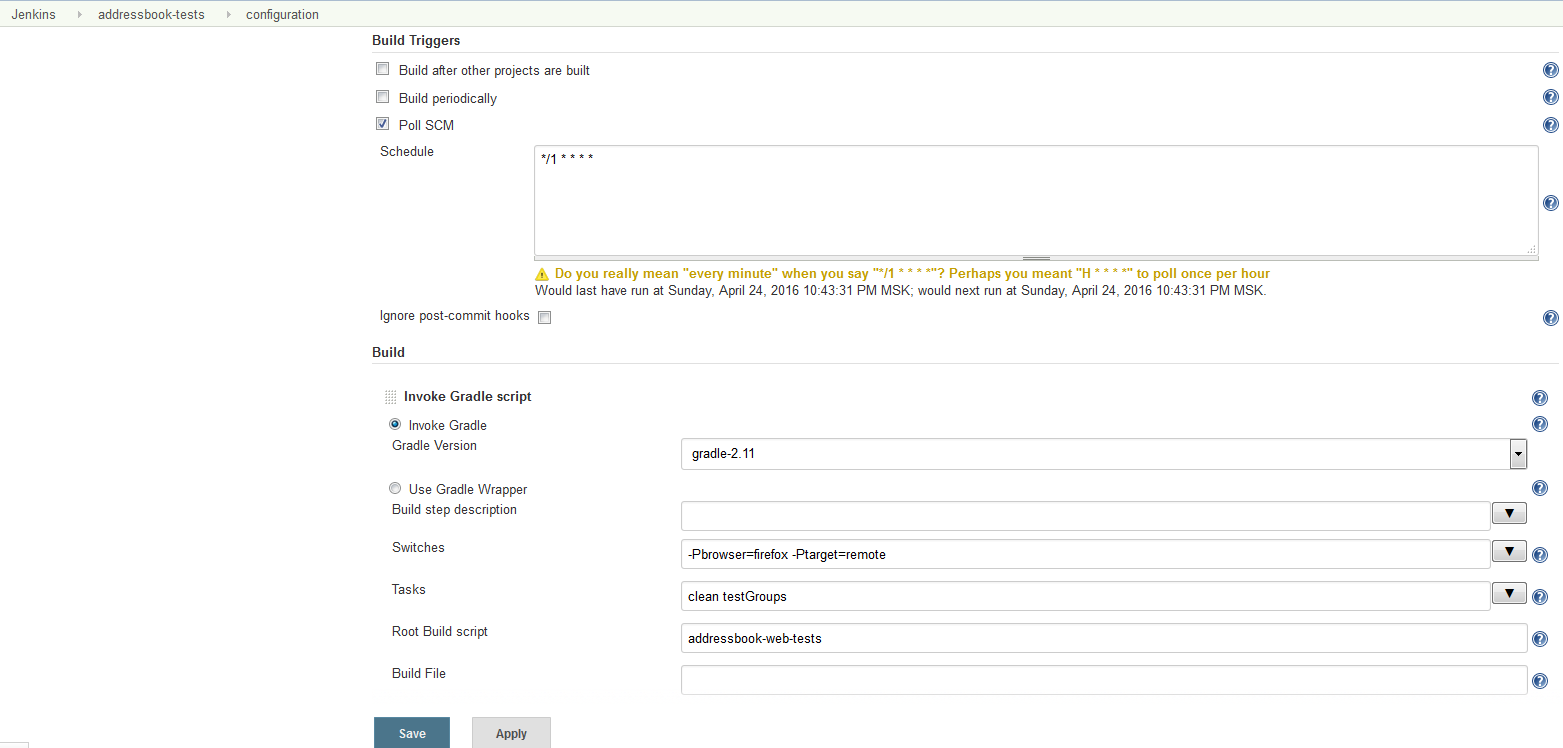 Jenkins addressbook-tests configuration
Build Triggers
Build after other projects are built
Build periodically
Poll SCM
Schedule
*/1 * * * *
Do you really mean "every minute" when you say "*/1 * * * *"? Perhaps you meant "H * * * *" to poll once per hour
Would last have run at Sunday, April 24, 2016 10:43:31 PM MSK; would next run at Sunday, April 24, 2016 10:43:31 PM MSK.
Ignore post-commit hooks
Build
Invoke Gradle script
Invoke Gradle
Gradle Version
gradle-2.11
Use Gradle Wrapper
Build step description
Switches
-Pbrowser=firefox -Ptarget=remote
Tasks
clean testGroups
Root Build script
addressbook-web-tests
Build File
Save Apply